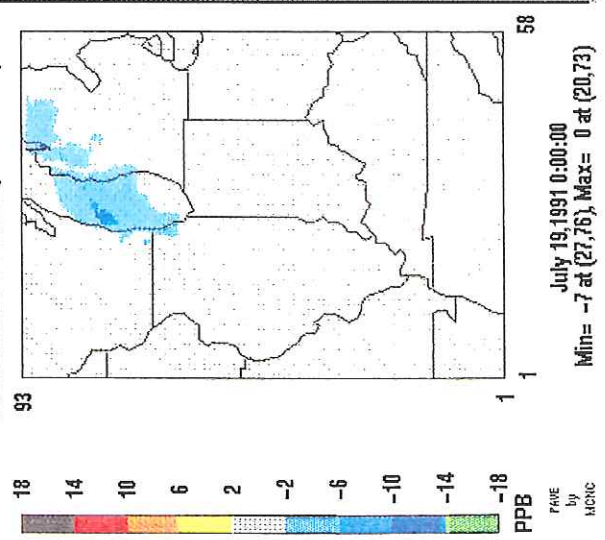 18
14
10
6
2
-2
-6
-10
-14
-18
PPB
PAVE
by
MCNC
93
1
1
58
July 19,1991 0:00:00
Min= -7 at (27,76), Max= 0 at (20,73)